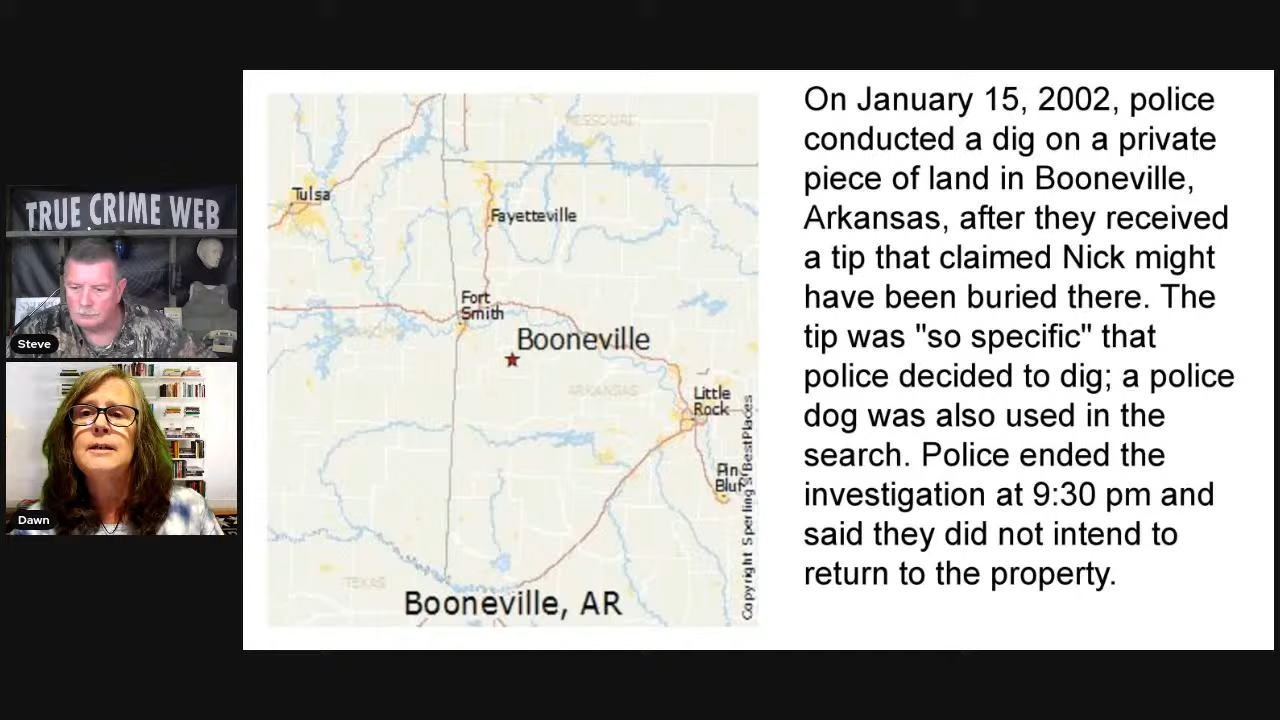 TRUE CRIME WEB
Steve
Dawn
MISSOURI
Tulsa
Fayetteville
Fort
Smith
Booneville
ARKANSAS
Little
Rock
Pin
Bluf
TEXAS
Booneville, AR
Copyright Sperling's BestPlaces
On January 15, 2002, police
conducted a dig on a private
piece of land in Booneville,
Arkansas, after they received
a tip that claimed Nick might
have been buried there. The
tip was "so specific" that
police decided to dig; a police
dog was also used in the
search. Police ended the
investigation at 9:30 pm and
said they did not intend to
return to the property.